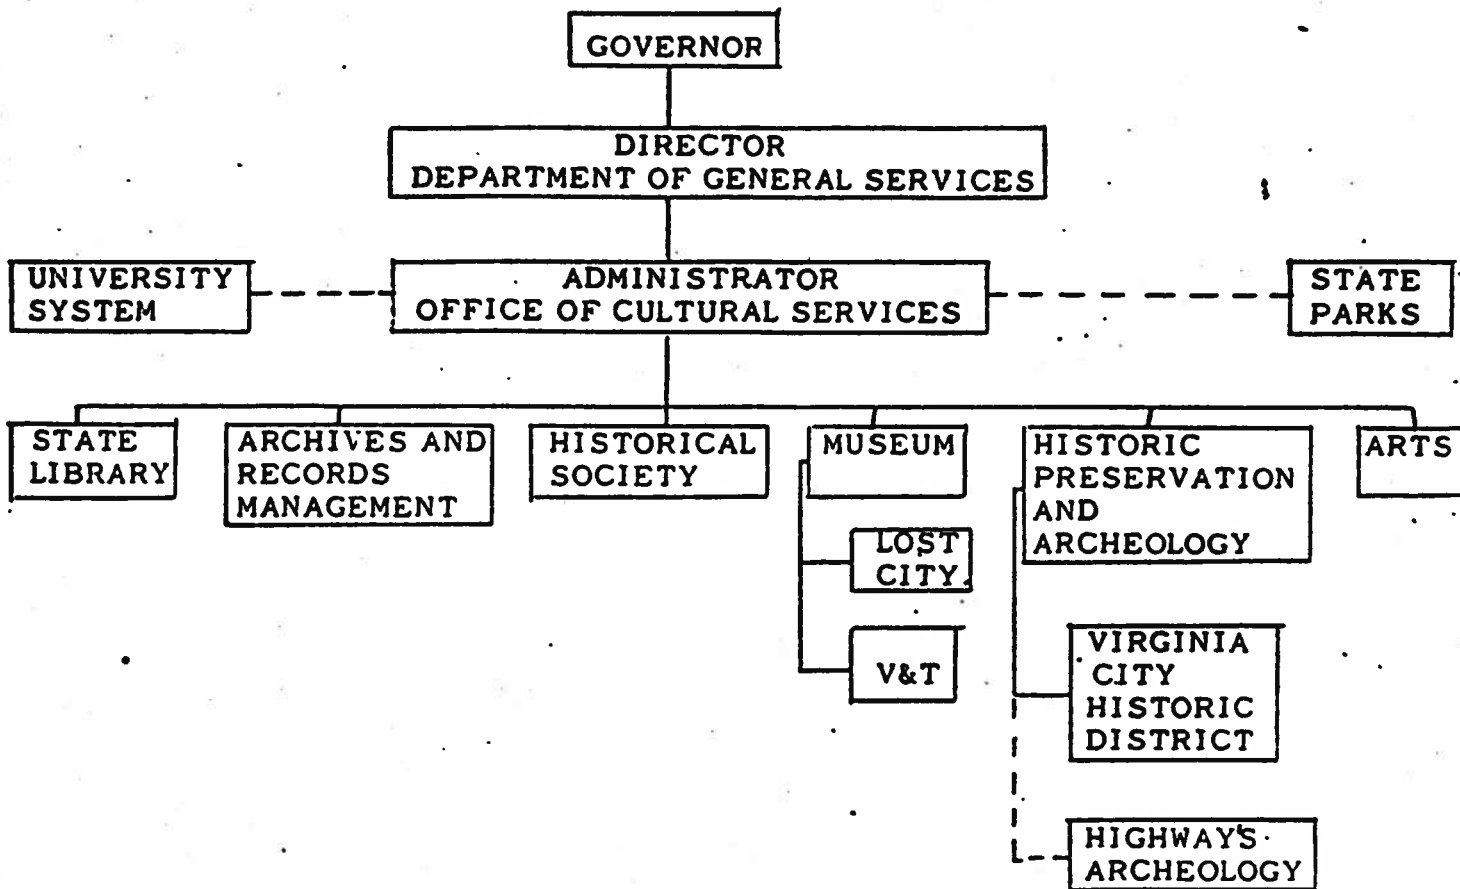 GOVERNOR
DIRECTOR
DEPARTMENT OF GENERAL SERVICES
UNIVERSITY
SYSTEM
ADMINISTRATOR
OFFICE OF CULTURAL SERVICES
STATE
PARKS
STATE
LIBRARY
ARCHIVES AND
RECORDS
MANAGEMENT
HISTORICAL
SOCIETY
MUSEUM
LOST
CITY
V&T
HISTORIC
PRESERVATION
AND
ARCHEOLOGY
VIRGINIA
CITY
HISTORIC
DISTRICT
HIGHWAY'S
ARCHEOLOGY
ARTS